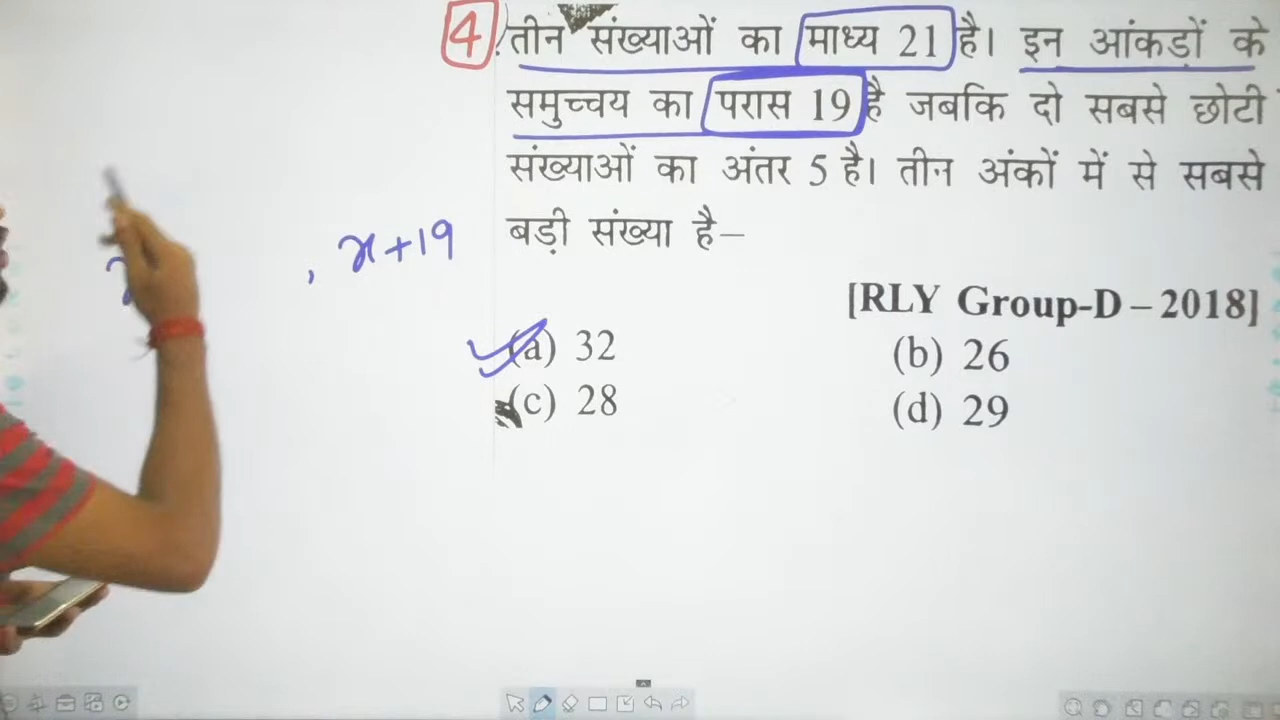 4 तीन संख्याओं का माध्य 21 है। इन आंकड़ों के
समुच्चय का परास 19 है जबकि दो सबसे छोटी
संख्याओं का अंतर 5 है। तीन अंकों में से सबसे
बड़ी संख्या है–
, x+19
[RLY Group-D – 2018]
(a) 32 (b) 26
(c) 28 (d) 29